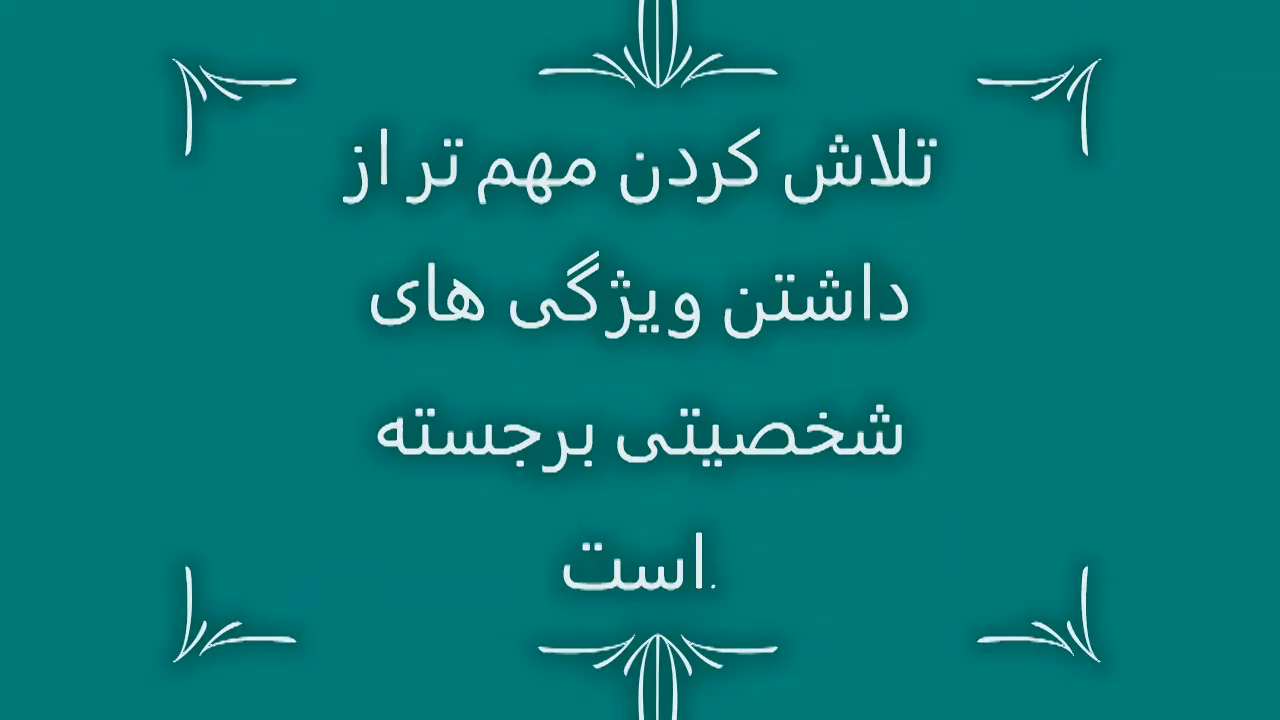 تلاش کردن مهم تر از
داشتن ویژگی های
شخصیتی برجسته
است.